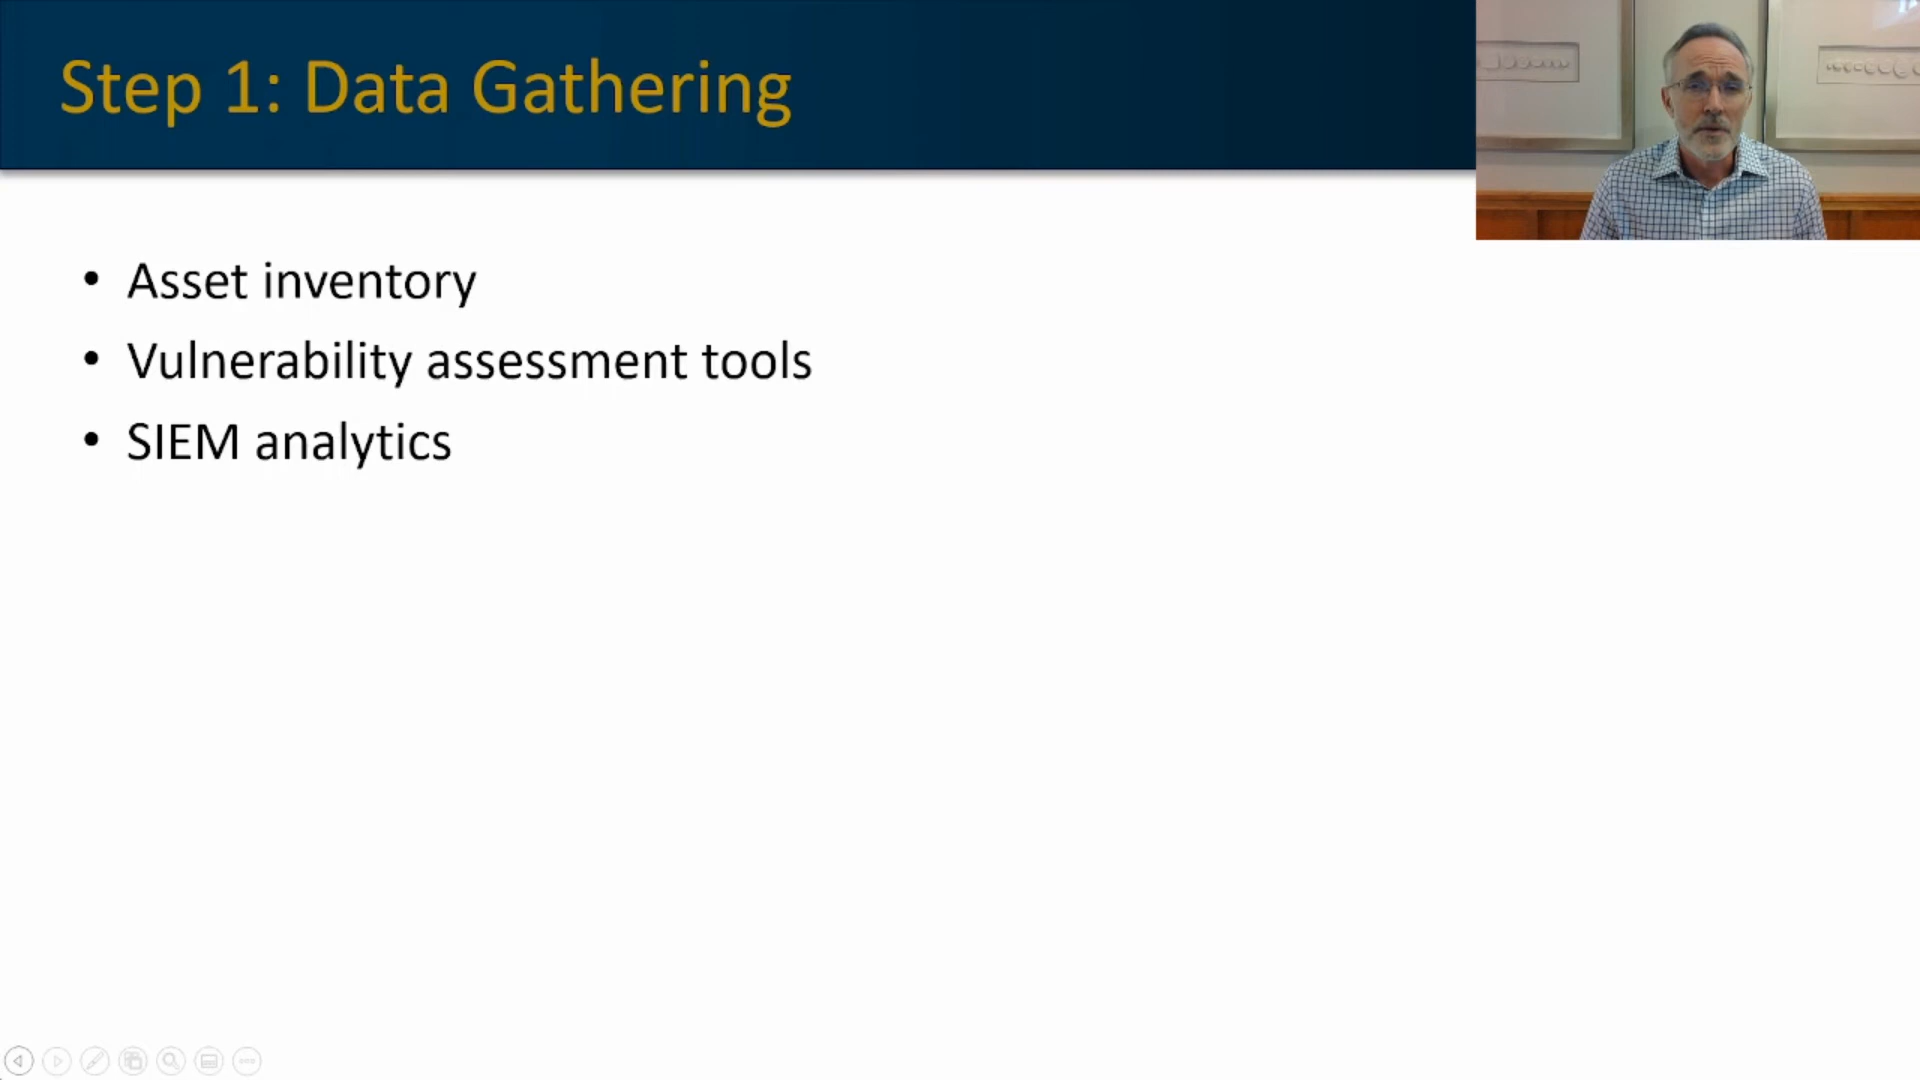 Step 1: Data Gathering
• Asset inventory
• Vulnerability assessment tools
• SIEM analytics